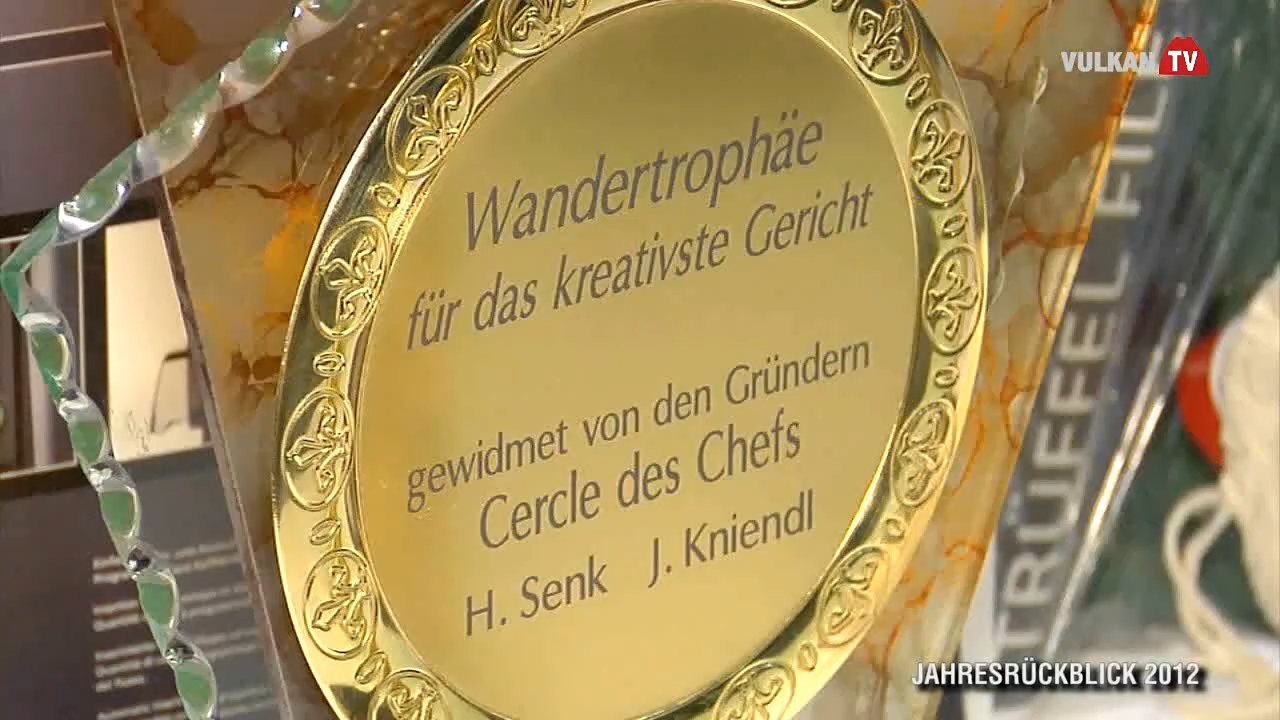 VULKAN TV
Wandertrophäe
für das kreativste Gericht
gewidmet von den Gründern
Cercle des Chefs
H. Senk J. Kniendl
TRÜFFEL
JAHRESRÜCKBLICK 2012